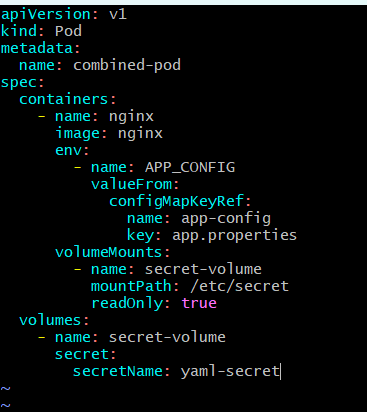 apiVersion: v1
kind: Pod
metadata:
  name: combined-pod
spec:
  containers:
    - name: nginx
      image: nginx
      env:
        - name: APP_CONFIG
          valueFrom:
            configMapKeyRef:
              name: app-config
              key: app.properties
      volumeMounts:
        - name: secret-volume
          mountPath: /etc/secret
          readOnly: true
  volumes:
    - name: secret-volume
      secret:
        secretName: yaml-secret
~
~